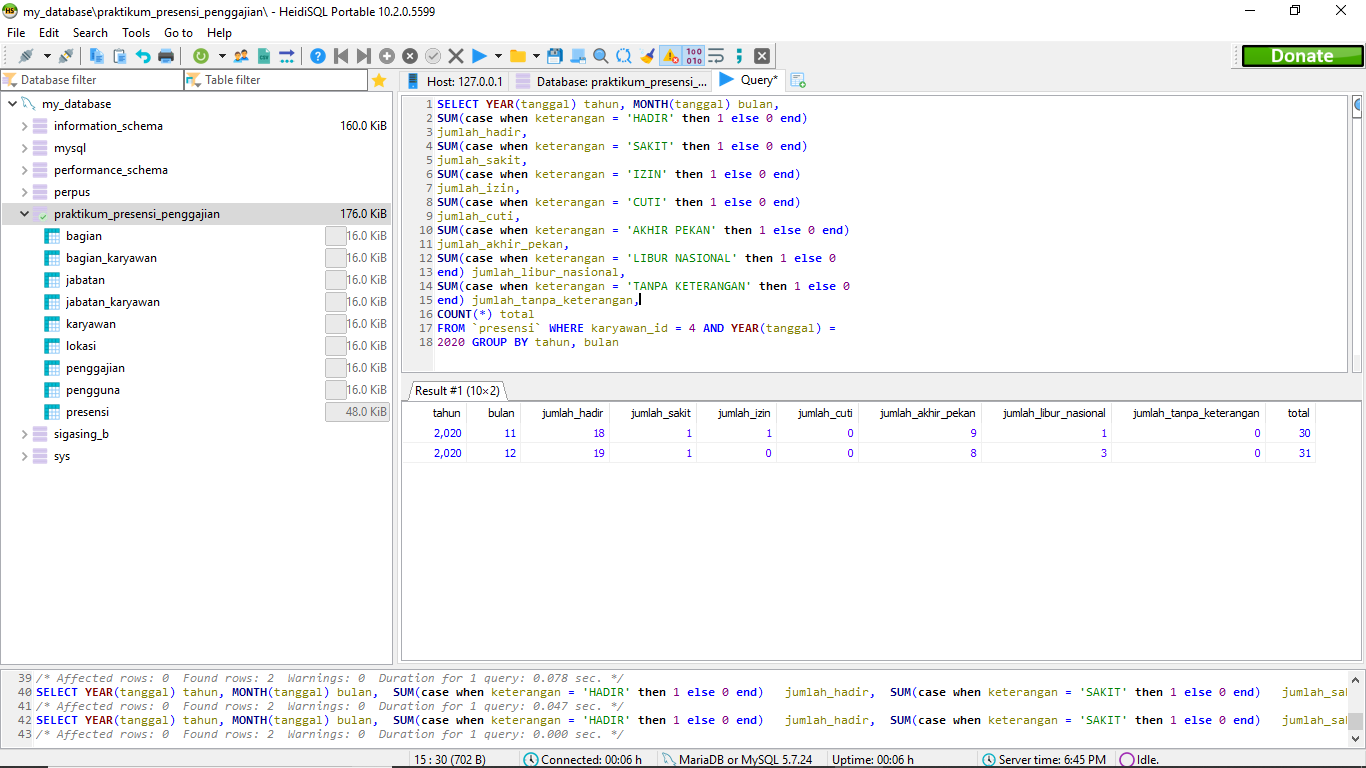 my_database\praktikum_presensi_penggajian\ - HeidiSQL Portable 10.2.0.5599
File Edit Search Tools Go to Help
Donate
Database filter
Table filter
Host: 127.0.0.1
Database: praktikum_presensi_...
Query*
my_database
information_schema 160.0 KiB
mysql
performance_schema
perpus
praktikum_presensi_penggajian 176.0 KiB
bagian 16.0 KiB
bagian_karyawan 16.0 KiB
jabatan 16.0 KiB
jabatan_karyawan 16.0 KiB
karyawan 16.0 KiB
lokasi 16.0 KiB
penggajian 16.0 KiB
pengguna 16.0 KiB
presensi 48.0 KiB
sigasing_b
sys
1 SELECT YEAR(tanggal) tahun, MONTH(tanggal) bulan,
2 SUM(case when keterangan = 'HADIR' then 1 else 0 end)
3 jumlah_hadir,
4 SUM(case when keterangan = 'SAKIT' then 1 else 0 end)
5 jumlah_sakit,
6 SUM(case when keterangan = 'IZIN' then 1 else 0 end)
7 jumlah_izin,
8 SUM(case when keterangan = 'CUTI' then 1 else 0 end)
9 jumlah_cuti,
10 SUM(case when keterangan = 'AKHIR PEKAN' then 1 else 0 end)
11 jumlah_akhir_pekan,
12 SUM(case when keterangan = 'LIBUR NASIONAL' then 1 else 0
13 end) jumlah_libur_nasional,
14 SUM(case when keterangan = 'TANPA KETERANGAN' then 1 else 0
15 end) jumlah_tanpa_keterangan,
16 COUNT(*) total
17 FROM `presensi` WHERE karyawan_id = 4 AND YEAR(tanggal) =
18 2020 GROUP BY tahun, bulan
Result #1 (10×2)
tahun bulan jumlah_hadir jumlah_sakit jumlah_izin jumlah_cuti jumlah_akhir_pekan jumlah_libur_nasional jumlah_tanpa_keterangan total
2,020 11 18 1 1 0 9 1 0 30
2,020 12 19 1 0 0 8 3 0 31
39 /* Affected rows: 0 Found rows: 2 Warnings: 0 Duration for 1 query: 0.078 sec. */
40 SELECT YEAR(tanggal) tahun, MONTH(tanggal) bulan, SUM(case when keterangan = 'HADIR' then 1 else 0 end) jumlah_hadir, SUM(case when keterangan = 'SAKIT' then 1 else 0 end) jumlah_sal
41 /* Affected rows: 0 Found rows: 2 Warnings: 0 Duration for 1 query: 0.047 sec. */
42 SELECT YEAR(tanggal) tahun, MONTH(tanggal) bulan, SUM(case when keterangan = 'HADIR' then 1 else 0 end) jumlah_hadir, SUM(case when keterangan = 'SAKIT' then 1 else 0 end) jumlah_sal
43 /* Affected rows: 0 Found rows: 2 Warnings: 0 Duration for 1 query: 0.000 sec. */
15 : 30 (702 B) Connected: 00:06 h MariaDB or MySQL 5.7.24 Uptime: 00:06 h Server time: 6:45 PM Idle.